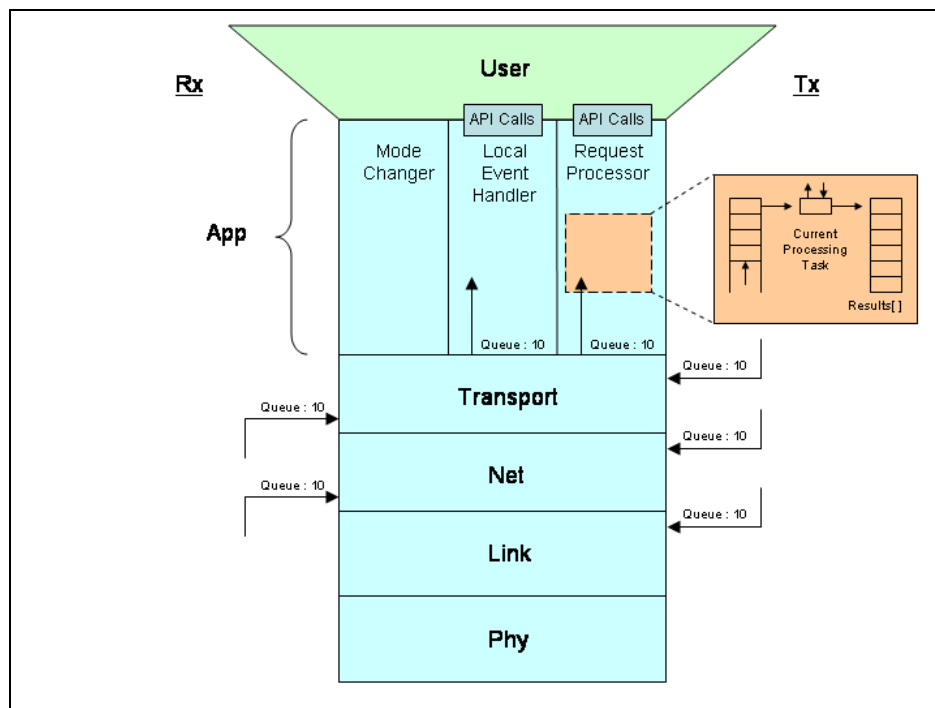 User
Rx
Tx
API Calls
API Calls
Mode
Changer
Local
Event
Handler
Request
Processor
App
Current
Processing
Task
Results[ ]
Queue : 10
Queue : 10
Queue : 10
Transport
Queue : 10
Queue : 10
Net
Queue : 10
Queue : 10
Link
Phy